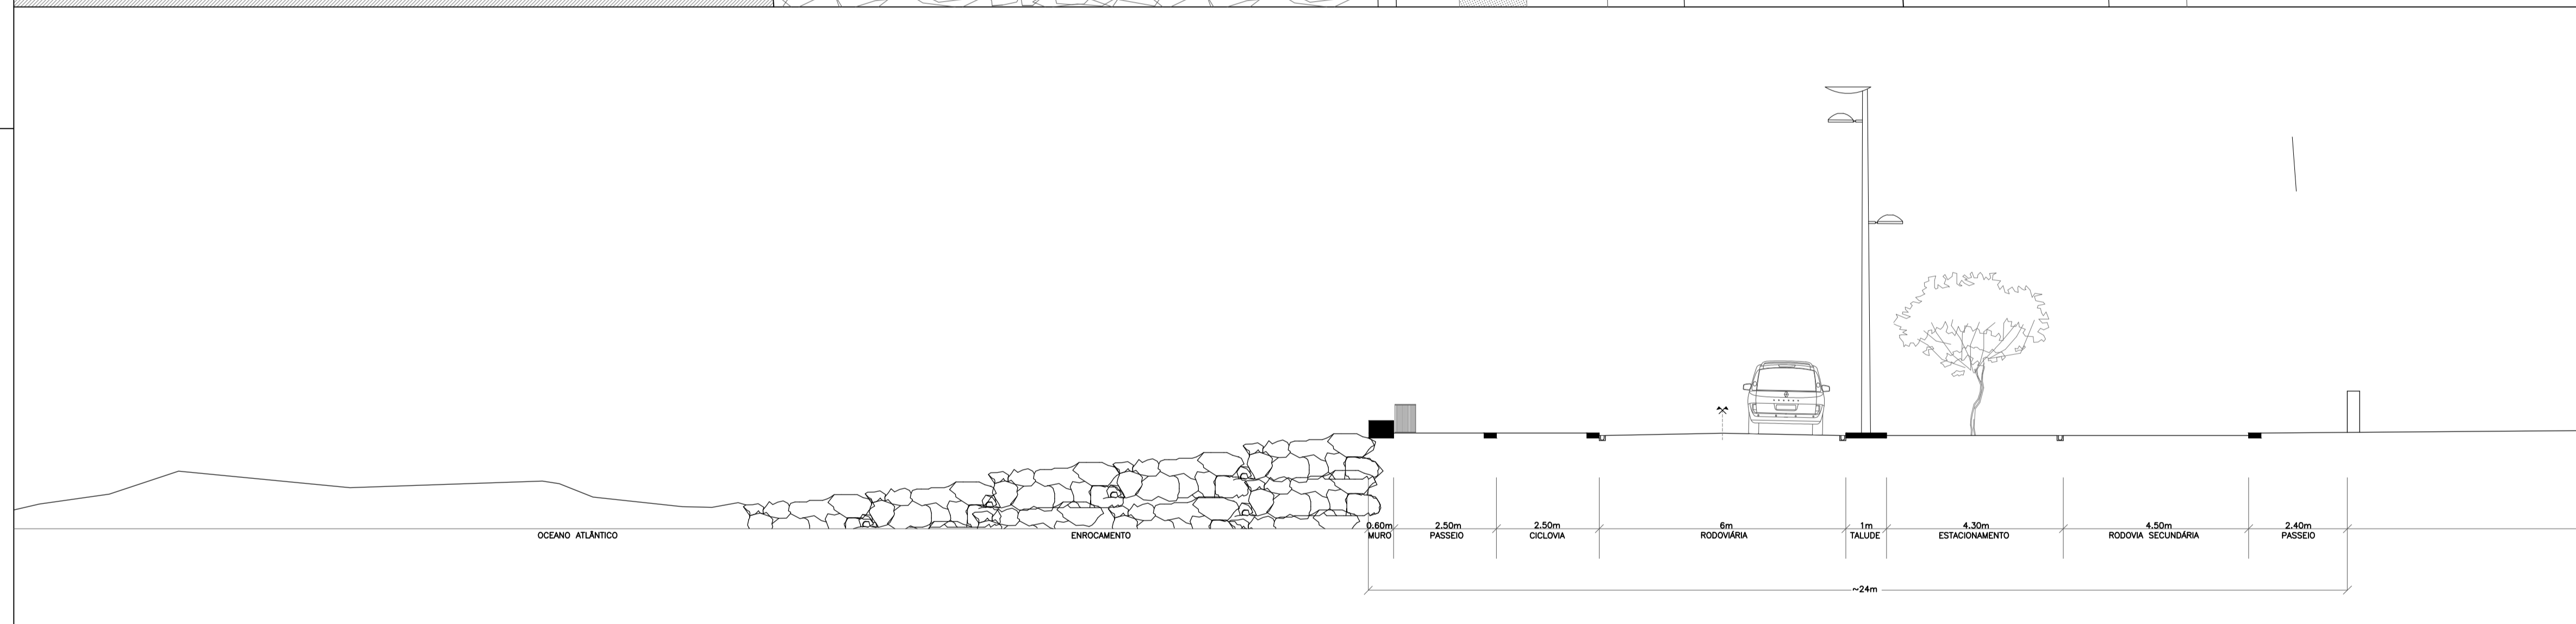 0.60m 2.50m 2.50m 6m 1m 4.30m 4.50m 2.40m
OCEANO ATLÂNTICO ENROCAMENTO MURO PASSEIO CICLOVIA RODOVIÁRIA TALUDE ESTACIONAMENTO RODOVIA SECUNDÁRIA PASSEIO
~24m